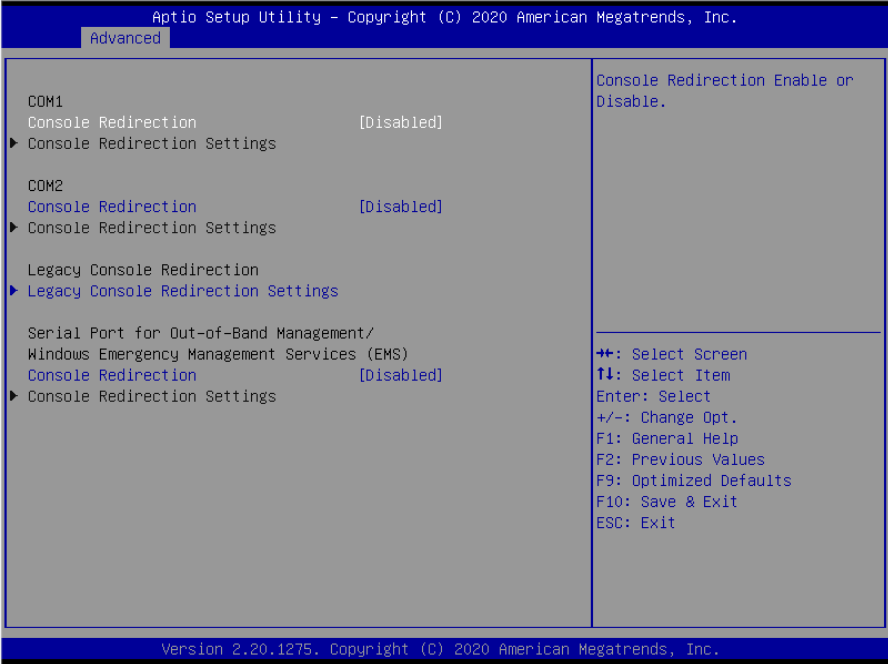 Aptio Setup Utility – Copyright (C) 2020 American Megatrends, Inc.
Advanced
COM1
Console Redirection [Disabled]
Console Redirection Settings
COM2
Console Redirection [Disabled]
Console Redirection Settings
Legacy Console Redirection
Legacy Console Redirection Settings
Serial Port for Out-of-Band Management/
Windows Emergency Management Services (EMS)
Console Redirection [Disabled]
Console Redirection Settings
Console Redirection Enable or
Disable.
→←: Select Screen
↑↓: Select Item
Enter: Select
+/-: Change Opt.
F1: General Help
F2: Previous Values
F9: Optimized Defaults
F10: Save & Exit
ESC: Exit
Version 2.20.1275. Copyright (C) 2020 American Megatrends, Inc.